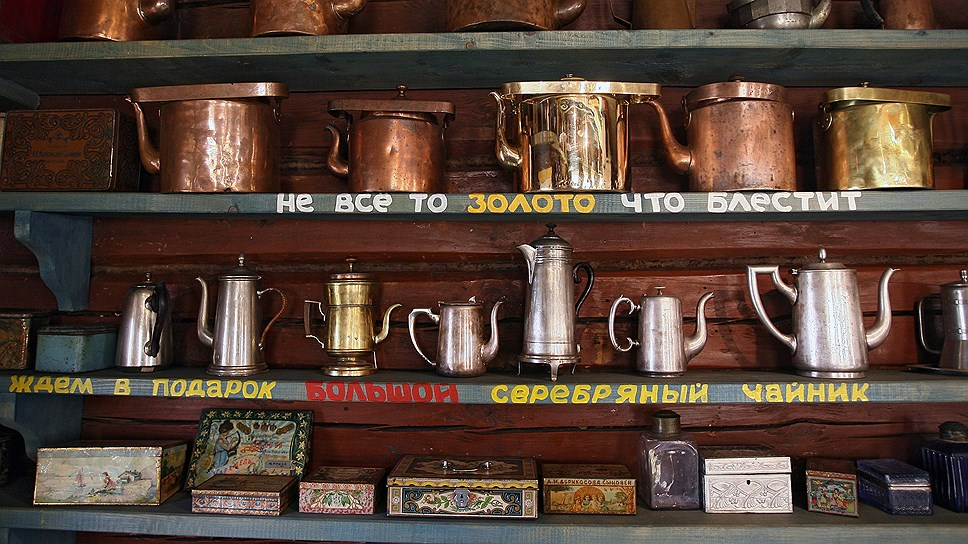 не все то золото что блестит
ждем в подарок большой серебряный чайник